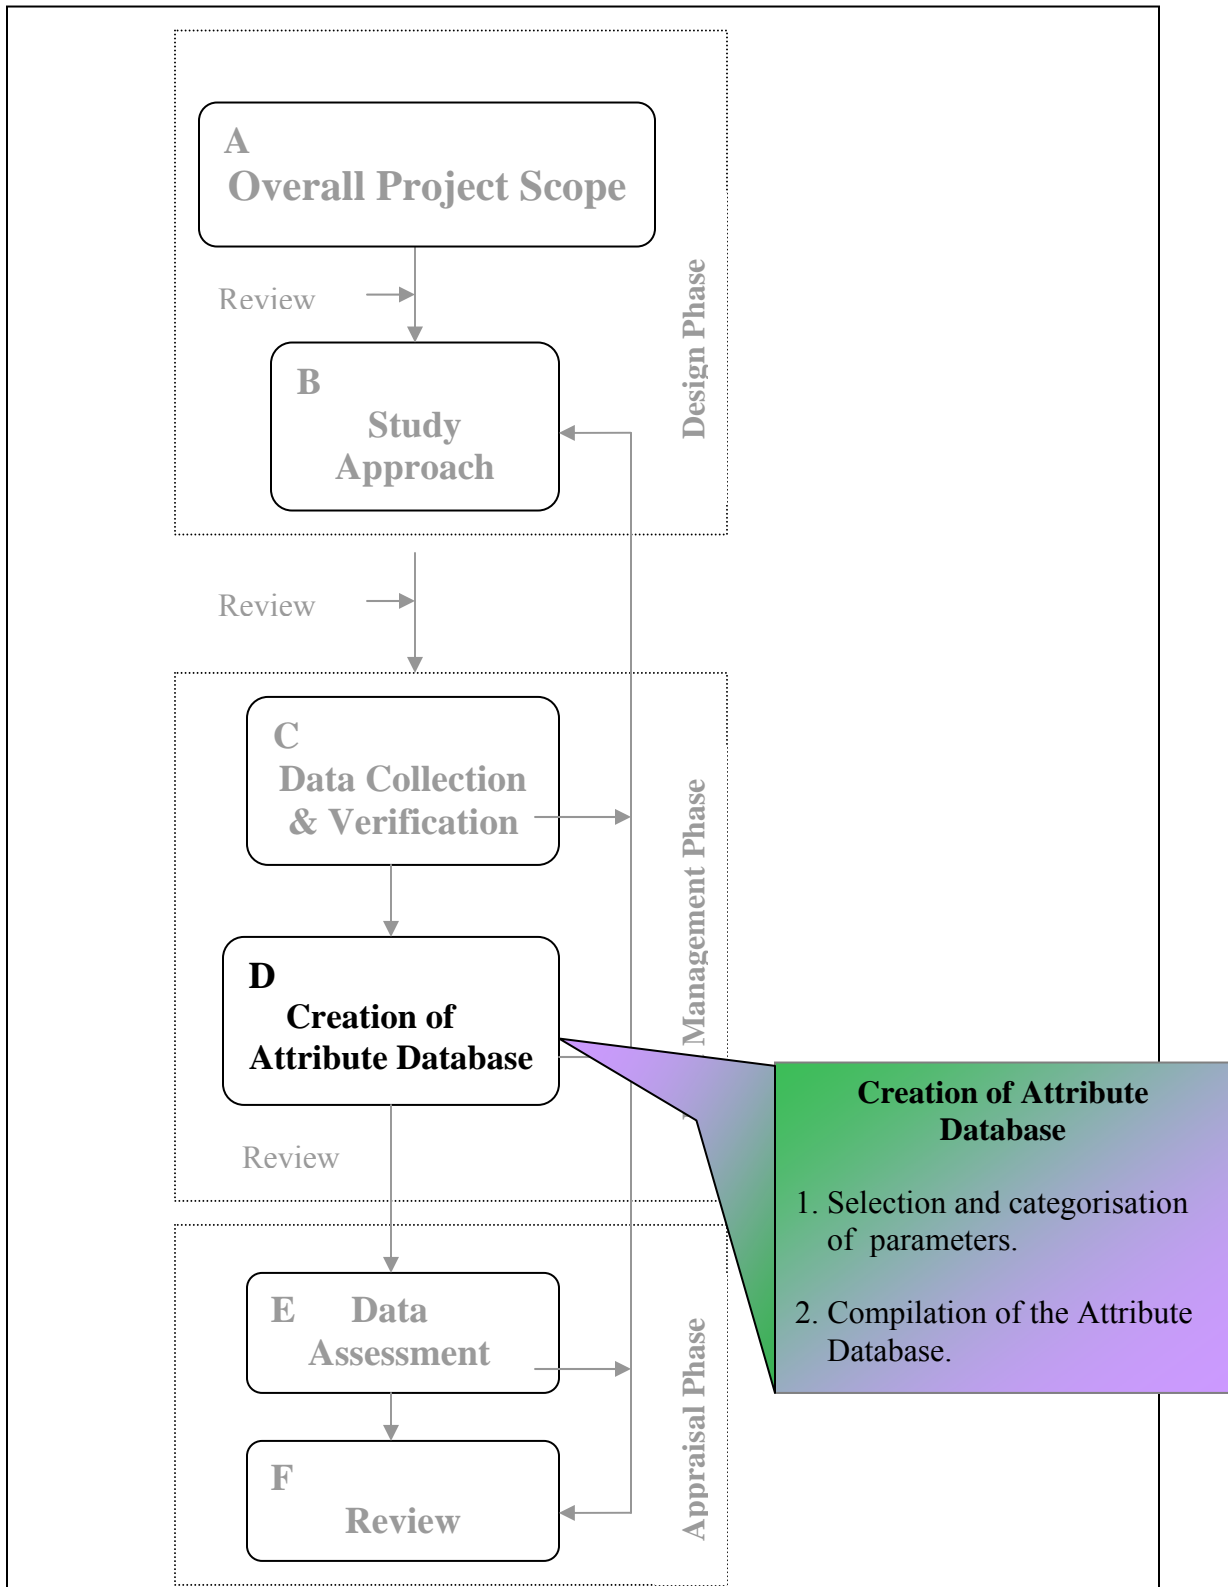 A
Overall Project Scope
Review
Design Phase
B
Study
Approach
Review
C
Data Collection
& Verification
Management Phase
D
Creation of
Attribute Database
Review
Creation of Attribute
Database
1. Selection and categorisation
of parameters.
2. Compilation of the Attribute
Database.
E Data
Assessment
Appraisal Phase
F
Review